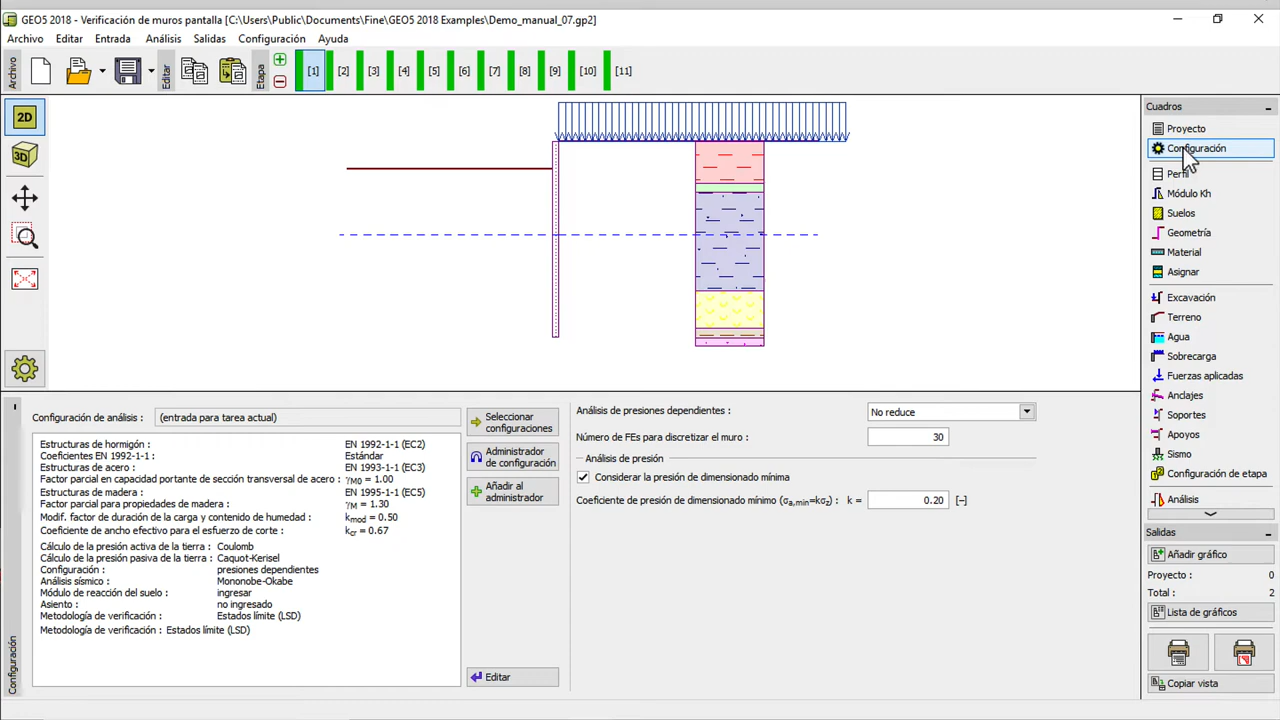 GEO5 2018 - Verificación de muros pantalla [C:\Users\Public\Documents\Fine\GEO5 2018 Examples\Demo_manual_07.gp2]
Archivo Editar Entrada Análisis Salidas Configuración Ayuda
Archivo
Editar
Etapa
[1] [2] [3] [4] [5] [6] [7] [8] [9] [10] [11]
2D
3D
Cuadros
Proyecto
Configuración
Perfil
Módulo Kh
Suelos
Geometría
Material
Asignar
Excavación
Terreno
Agua
Sobrecarga
Fuerzas aplicadas
Anclajes
Soportes
Apoyos
Sismo
Configuración de etapa
Análisis
Salidas
Añadir gráfico
Proyecto : 0
Total : 2
Lista de gráficos
Copiar vista
Configuración
Configuración de análisis : (entrada para tarea actual)
Estructuras de hormigón : EN 1992-1-1 (EC2)
Coeficientes EN 1992-1-1 : Estándar
Estructuras de acero : EN 1993-1-1 (EC3)
Factor parcial en capacidad portante de sección transversal de acero : γM0 = 1.00
Estructuras de madera : EN 1995-1-1 (EC5)
Factor parcial para propiedades de madera : γM = 1.30
Modif. factor de duración de la carga y contenido de humedad : kmod = 0.50
Coeficiente de ancho efectivo para el esfuerzo de corte : kcr = 0.67
Cálculo de la presión activa de la tierra : Coulomb
Cálculo de la presión pasiva de la tierra : Caquot-Kerisel
Configuración : presiones dependientes
Análisis sísmico : Mononobe-Okabe
Módulo de reacción del suelo : ingresar
Asiento : no ingresado
Metodología de verificación : Estados límite (LSD)
Metodología de verificación : Estados límite (LSD)
Seleccionar configuraciones
Administrador de configuración
Añadir al administrador
Editar
Análisis de presiones dependientes : No reduce
Número de FEs para discretizar el muro : 30
Análisis de presión
Considerar la presión de dimensionado mínima
Coeficiente de presión de dimensionado mínimo (σa,min=kσz) : k = 0.20 [–]